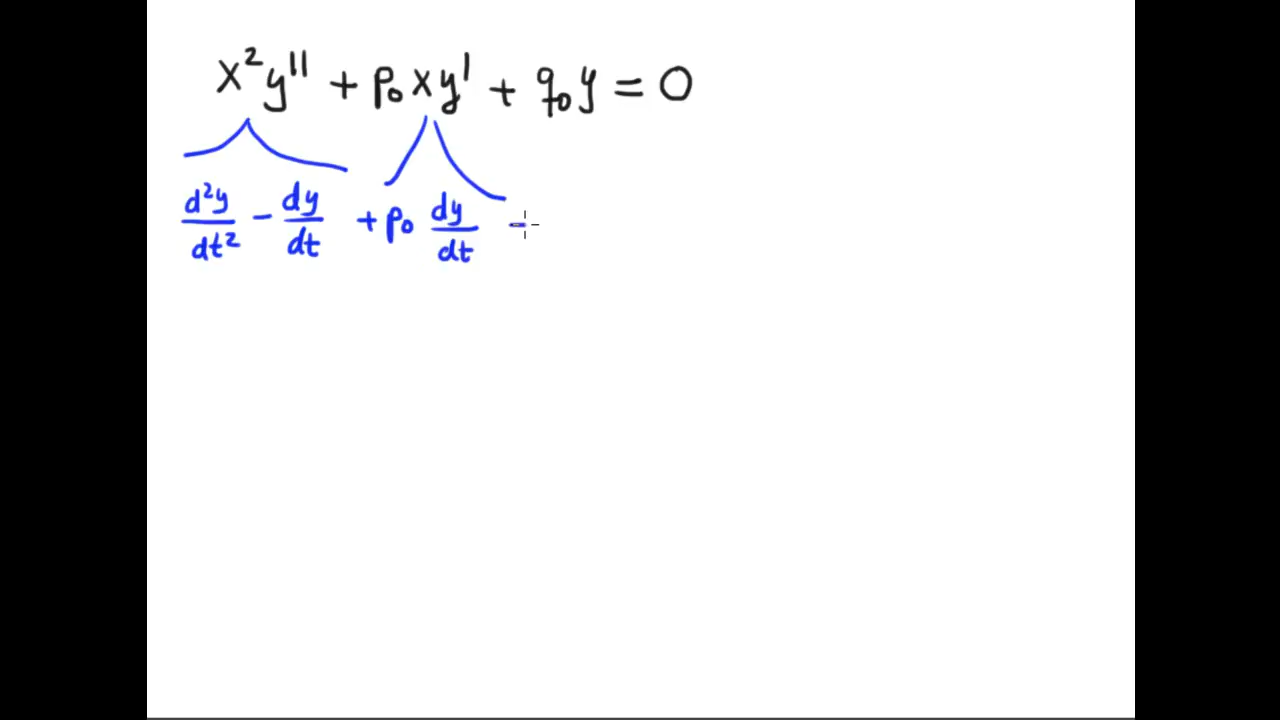 x²y'' + p₀xy' + q₀y = 0
d²y/dt² - dy/dt + p₀ dy/dt -